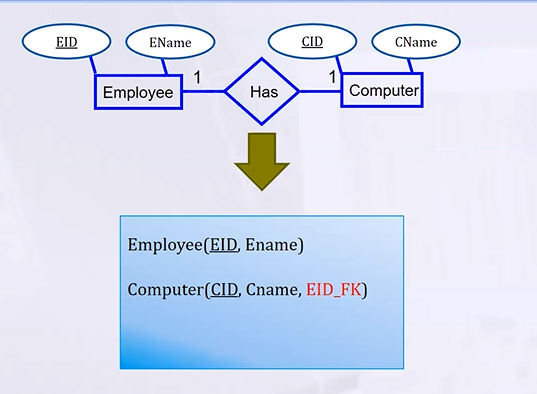 EID
EName
CID
CName
Employee
1
Has
1
Computer
Employee(EID, Ename)
Computer(CID, Cname, EID_FK)